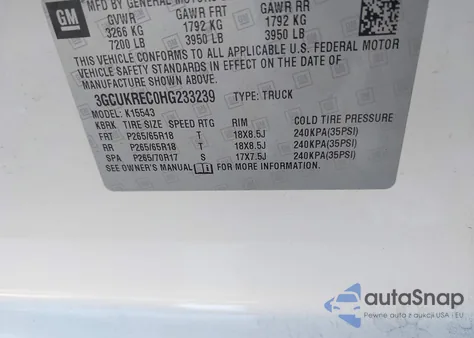 GM
BY GENERAL MOTORS
GVWR GAWR FRT GAWR RR
3266 KG 1792 KG 1792 KG
7200 LB 3950 LB 3950 LB
THIS VEHICLE CONFORMS TO ALL APPLICABLE U.S. FEDERAL MOTOR
VEHICLE SAFETY
STANDARDS IN EFFECT ON THE DATE OF
MANUFACTURE SHOWN ABOVE.
3GCUKREC0HG233239 TYPE: TRUCK
MODEL: K15543
KBRK TIRE SIZE SPEED RTG RIM COLD TIRE PRESSURE
FRT P265/65R18 T 18X8.5J 240KPA(35PSI)
RR P265/65R18 T 18X8.5J 240KPA(35PSI)
SPA P265/70R17 S 17X7.5J 240KPA(35PSI)
SEE OWNER'S MANUAL FOR MORE INFORMATION.
autoSnap
Pewne auto z aukcji USA i EU